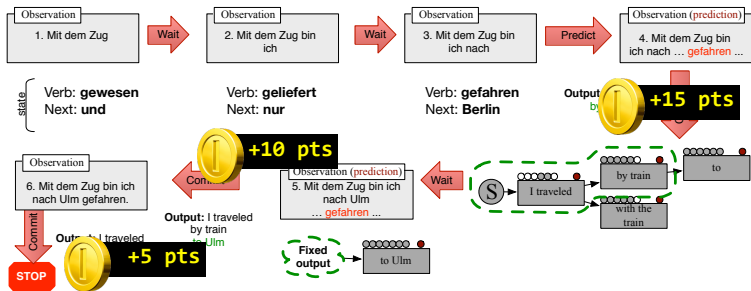 Observation
1. Mit dem Zug
Wait
Observation
2. Mit dem Zug bin
ich
Wait
Observation
3. Mit dem Zug bin
ich nach
Predict
Observation (prediction)
4. Mit dem Zug bin
ich nach ... gefahren ...
state
Verb: gewesen
Next: und
Verb: geliefert
Next: nur
Verb: gefahren
Next: Berlin
Output:
by
+15 pts
S
I traveled
by train
to
with the
train
Wait
Observation (prediction)
5. Mit dem Zug bin
ich nach Ulm
... gefahren ...
Fixed
output
to Ulm
+10 pts
Output: I traveled
by train
to Ulm
Observation
6. Mit dem Zug bin ich
nach Ulm gefahren.
Commit
I traveled
+5 pts
STOP